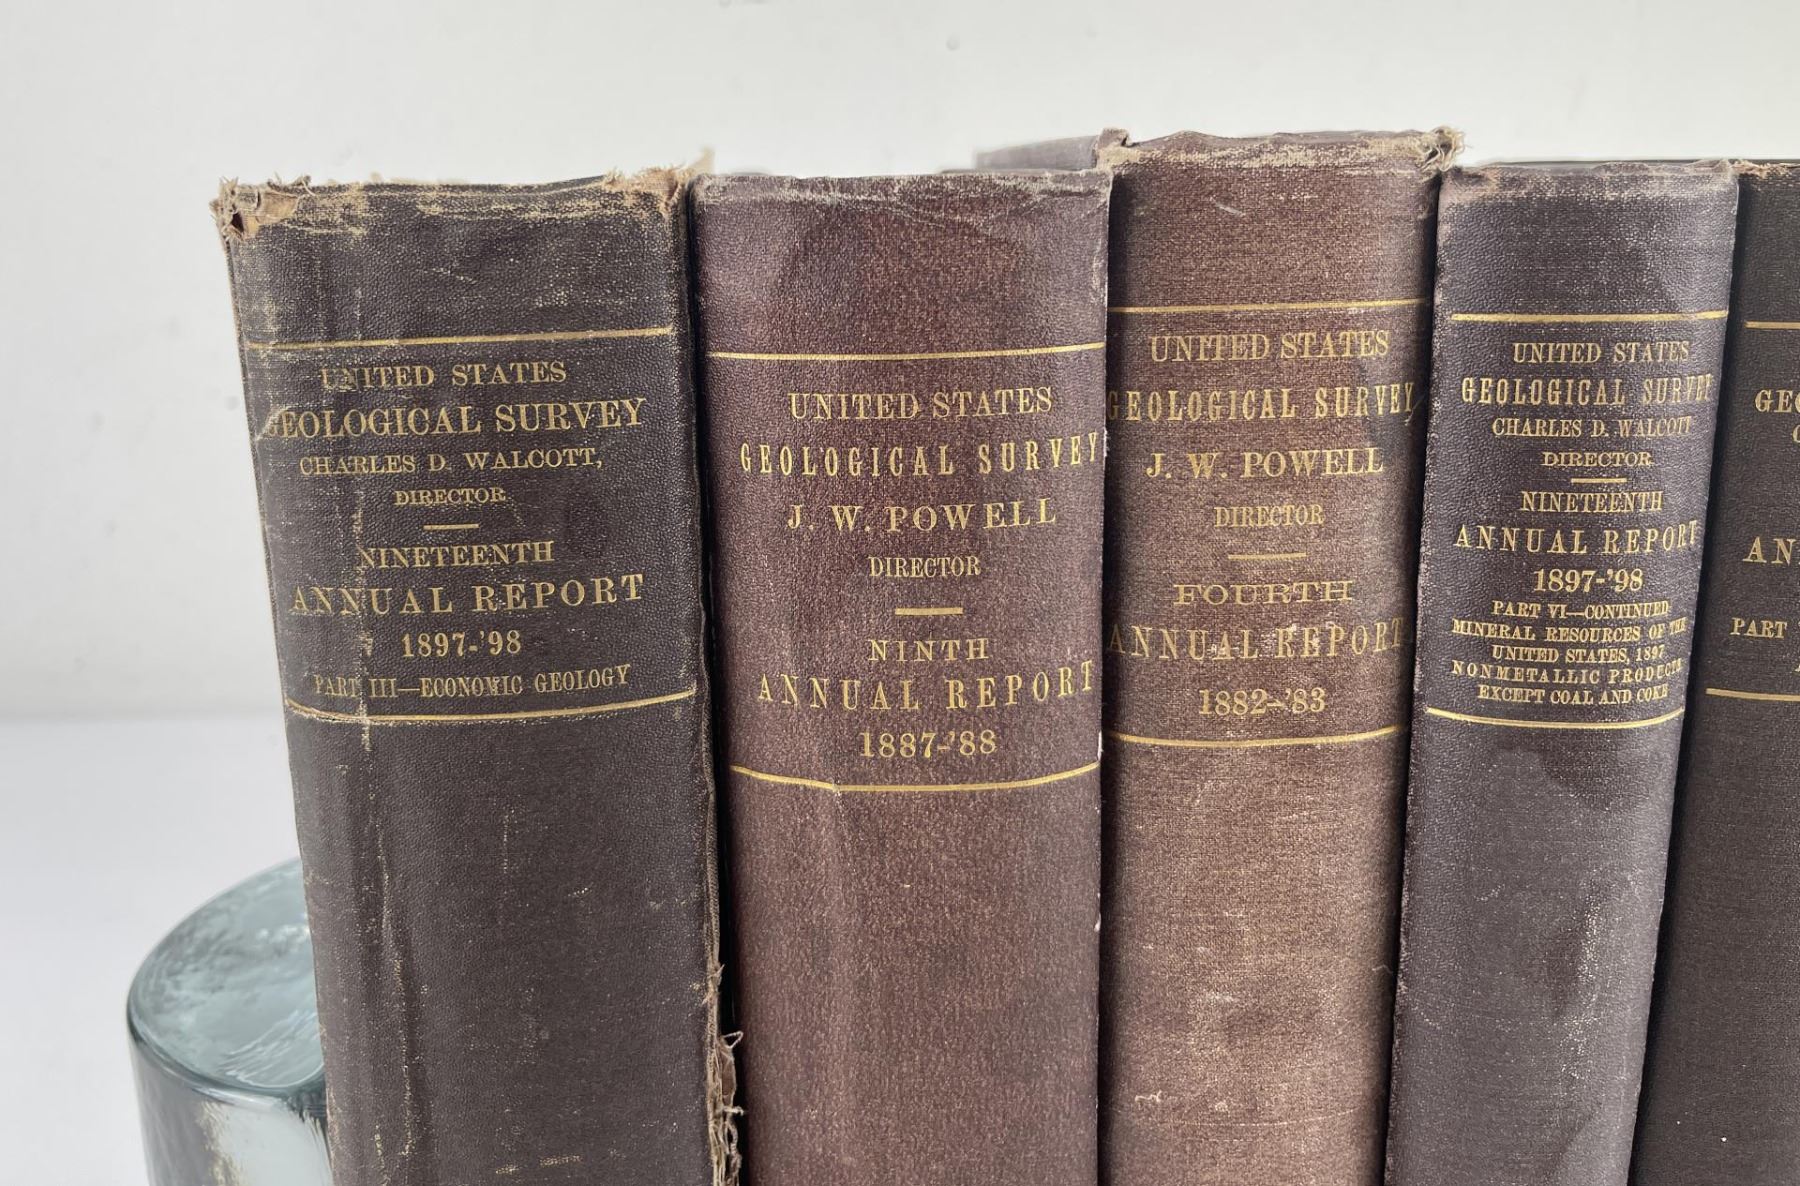 UNITED STATES
GEOLOGICAL SURVEY
CHARLES D. WALCOTT,
DIRECTOR
NINETEENTH
ANNUAL REPORT
1897-'98
PART III—ECONOMIC GEOLOGY
UNITED STATES
GEOLOGICAL SURVEY
J. W. POWELL
DIRECTOR
NINTH
ANNUAL REPORT
1887-'88
UNITED STATES
GEOLOGICAL SURVEY
J. W. POWELL
DIRECTOR
FOURTH
ANNUAL REPORT
1882-'83
UNITED STATES
GEOLOGICAL SURVEY
CHARLES D. WALCOTT
DIRECTOR
NINETEENTH
ANNUAL REPORT
1897-'98
PART VI—CONTINUED
MINERAL RESOURCES OF THE
UNITED STATES, 1897
NONMETALLIC PRODUCTS
EXCEPT COAL AND COKE
GEO
AN
PART